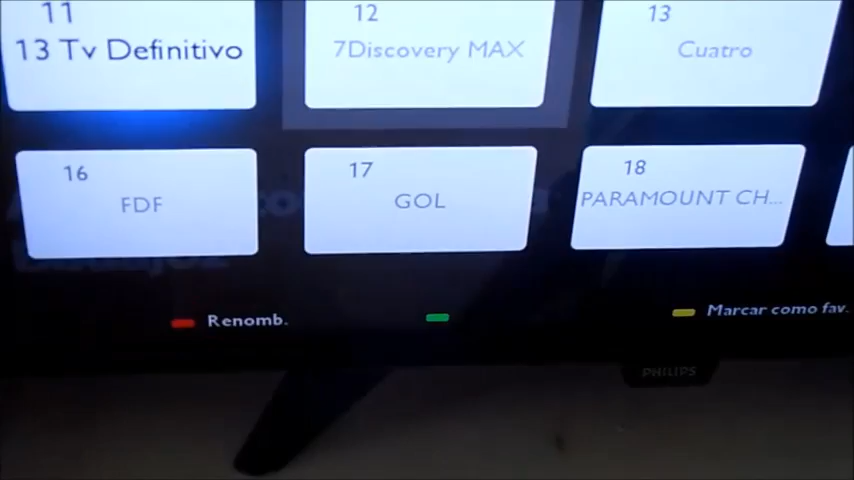 11
13 Tv Definitivo
12
7Discovery MAX
13
Cuatro
16
FDF
17
GOL
18
PARAMOUNT CH...
Renomb.
Marcar como fav.
PHILIPS